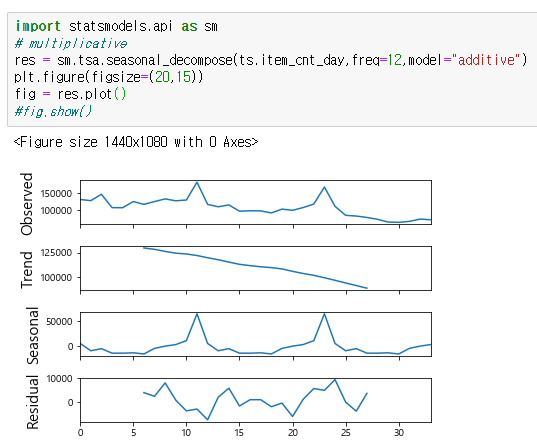 import statsmodels.api as sm
# multiplicative
res = sm.tsa.seasonal_decompose(ts.item_cnt_day,freq=12,model="additive")
plt.figure(figsize=(20,15))
fig = res.plot()
#fig.show()
<Figure size 1440x1080 with 0 Axes>
Observed
150000
100000
Trend
125000
100000
Seasonal
50000
0
Residual
10000
0
0 5 10 15 20 25 30